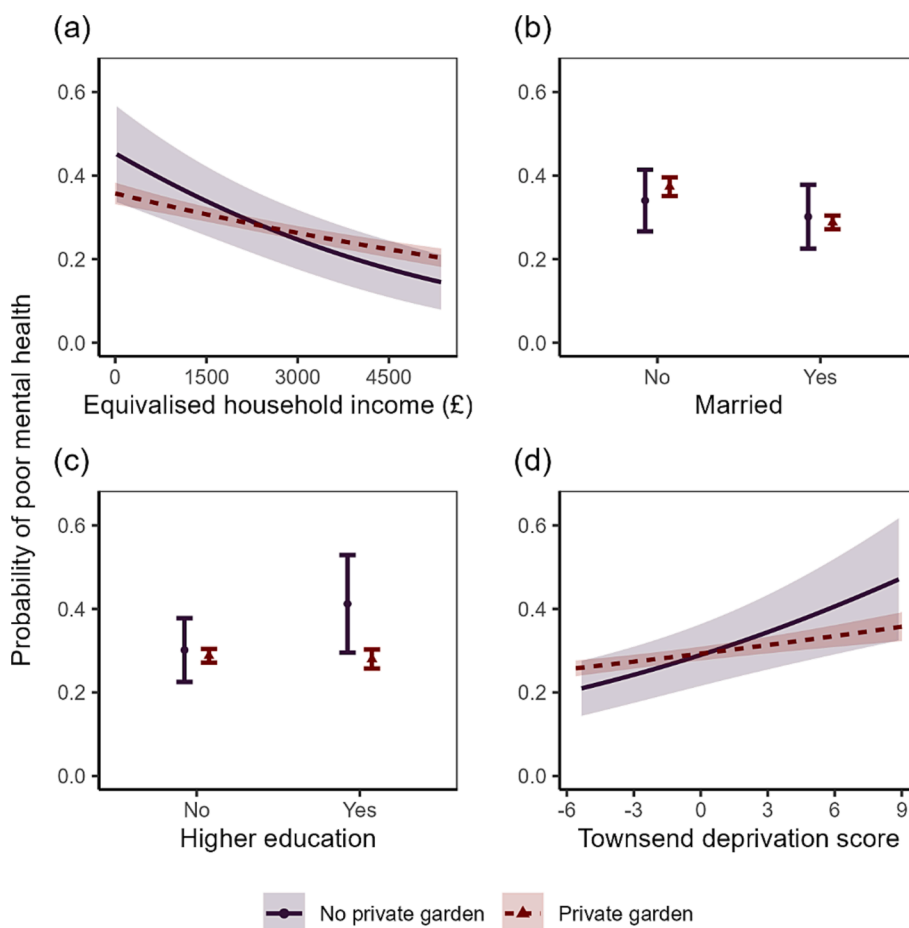 (a)
(b)
0.6
0.4
0.2
0.0
0 1500 3000 4500
Equivalised household income (£)
0.6
0.4
0.2
0.0
No Yes
Married
Probability of poor mental health
(c)
(d)
0.6
0.4
0.2
0.0
No Yes
Higher education
0.6
0.4
0.2
0.0
-6 -3 0 3 6 9
Townsend deprivation score
No private garden Private garden